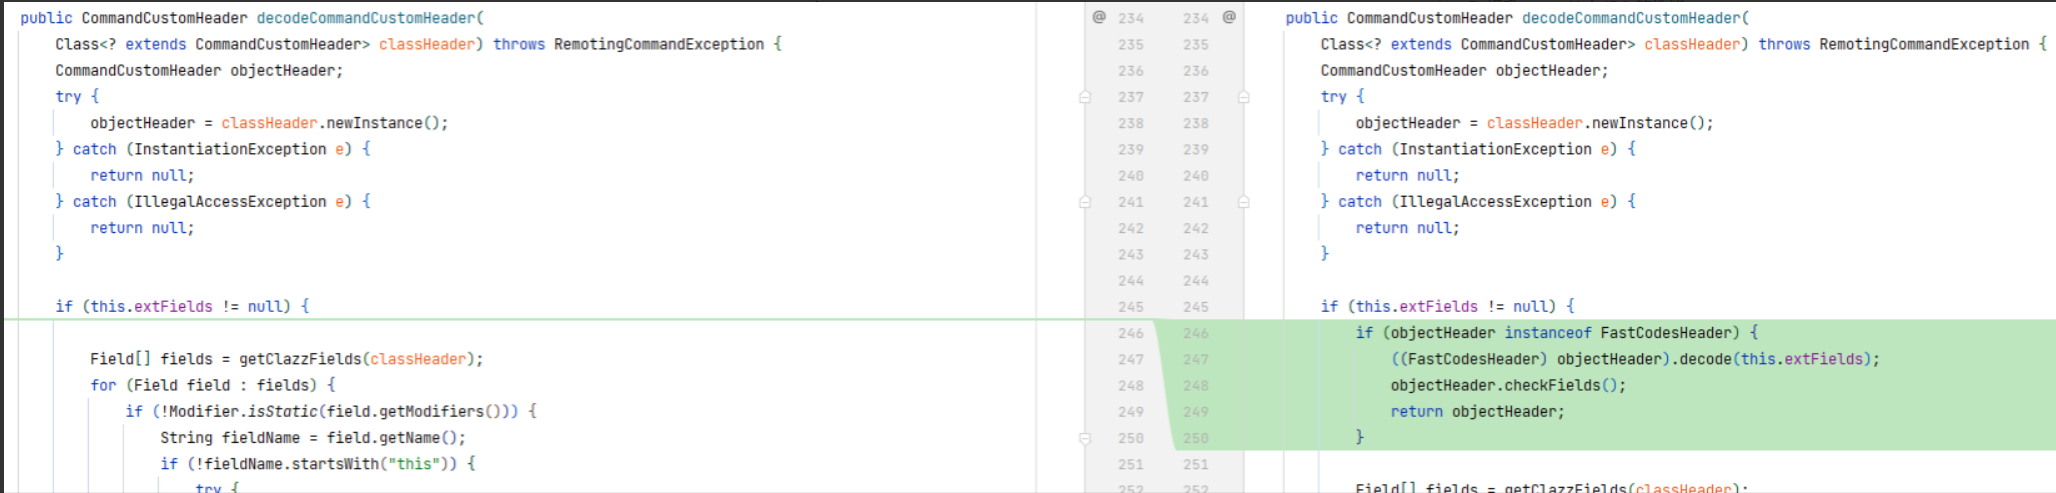 public CommandCustomHeader decodeCommandCustomHeader(
Class<? extends CommandCustomHeader> classHeader) throws RemotingCommandException {
CommandCustomHeader objectHeader;
try {
objectHeader = classHeader.newInstance();
} catch (InstantiationException e) {
return null;
} catch (IllegalAccessException e) {
return null;
}
if (this.extFields != null) {
Field[] fields = getClazzFields(classHeader);
for (Field field : fields) {
if (!Modifier.isStatic(field.getModifiers())) {
String fieldName = field.getName();
if (!fieldName.startsWith("this")) {
try {
@ 234 234 @
235 235
236 236
237 237
238 238
239 239
240 240
241 241
242 242
243 243
244 244
245 245
246 246
247 247
248 248
249 249
250 250
251 251
252 252
public CommandCustomHeader decodeCommandCustomHeader(
Class<? extends CommandCustomHeader> classHeader) throws RemotingCommandException {
CommandCustomHeader objectHeader;
try {
objectHeader = classHeader.newInstance();
} catch (InstantiationException e) {
return null;
} catch (IllegalAccessException e) {
return null;
}
if (this.extFields != null) {
if (objectHeader instanceof FastCodesHeader) {
((FastCodesHeader) objectHeader).decode(this.extFields);
objectHeader.checkFields();
return objectHeader;
}
Field[] fields = getClazzFields(classHeader);